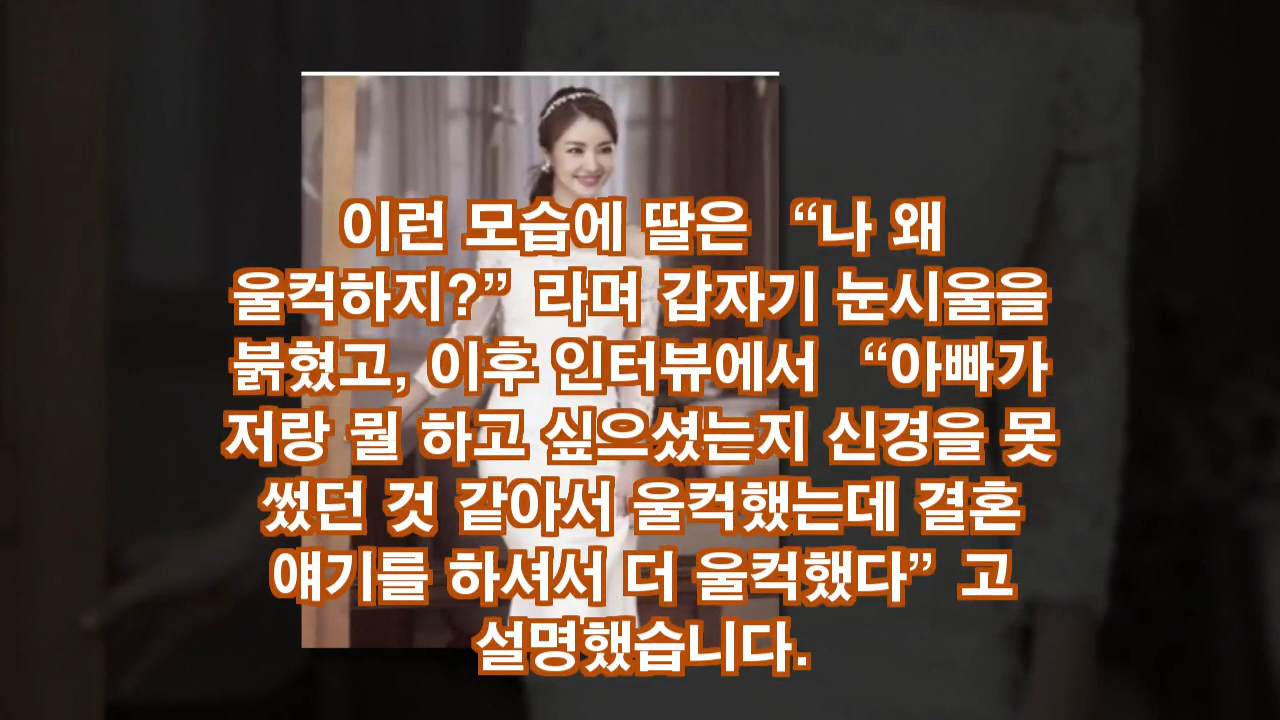 이런 모습에 딸은 “나 왜
울컥하지?” 라며 갑자기 눈시울을
붉혔고, 이후 인터뷰에서 “아빠가
저랑 뭘 하고 싶으셨는지 신경을 못
썼던 것 같아서 울컥했는데 결혼
얘기를 하셔서 더 울컥했다” 고
설명했습니다.